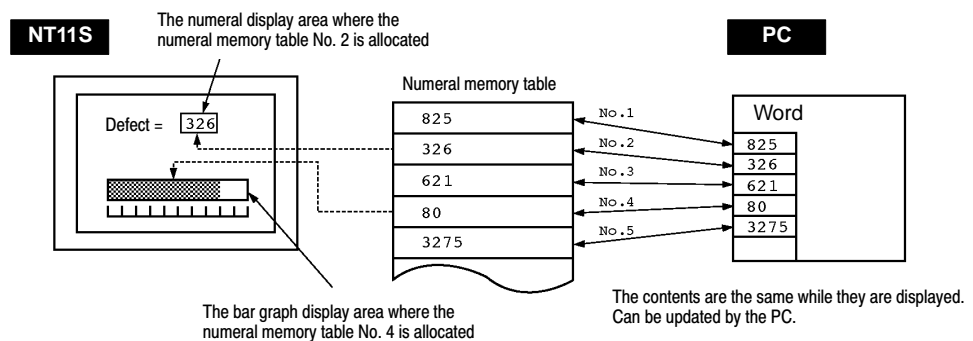 The numeral display area where the
numeral memory table No. 2 is allocated
NT11S
PC
Numeral memory table
Defect = 326
825
326
621
80
3275
No.1
No.2
No.3
No.4
No.5
Word
825
326
621
80
3275
The bar graph display area where the
numeral memory table No. 4 is allocated
The contents are the same while they are displayed.
Can be updated by the PC.